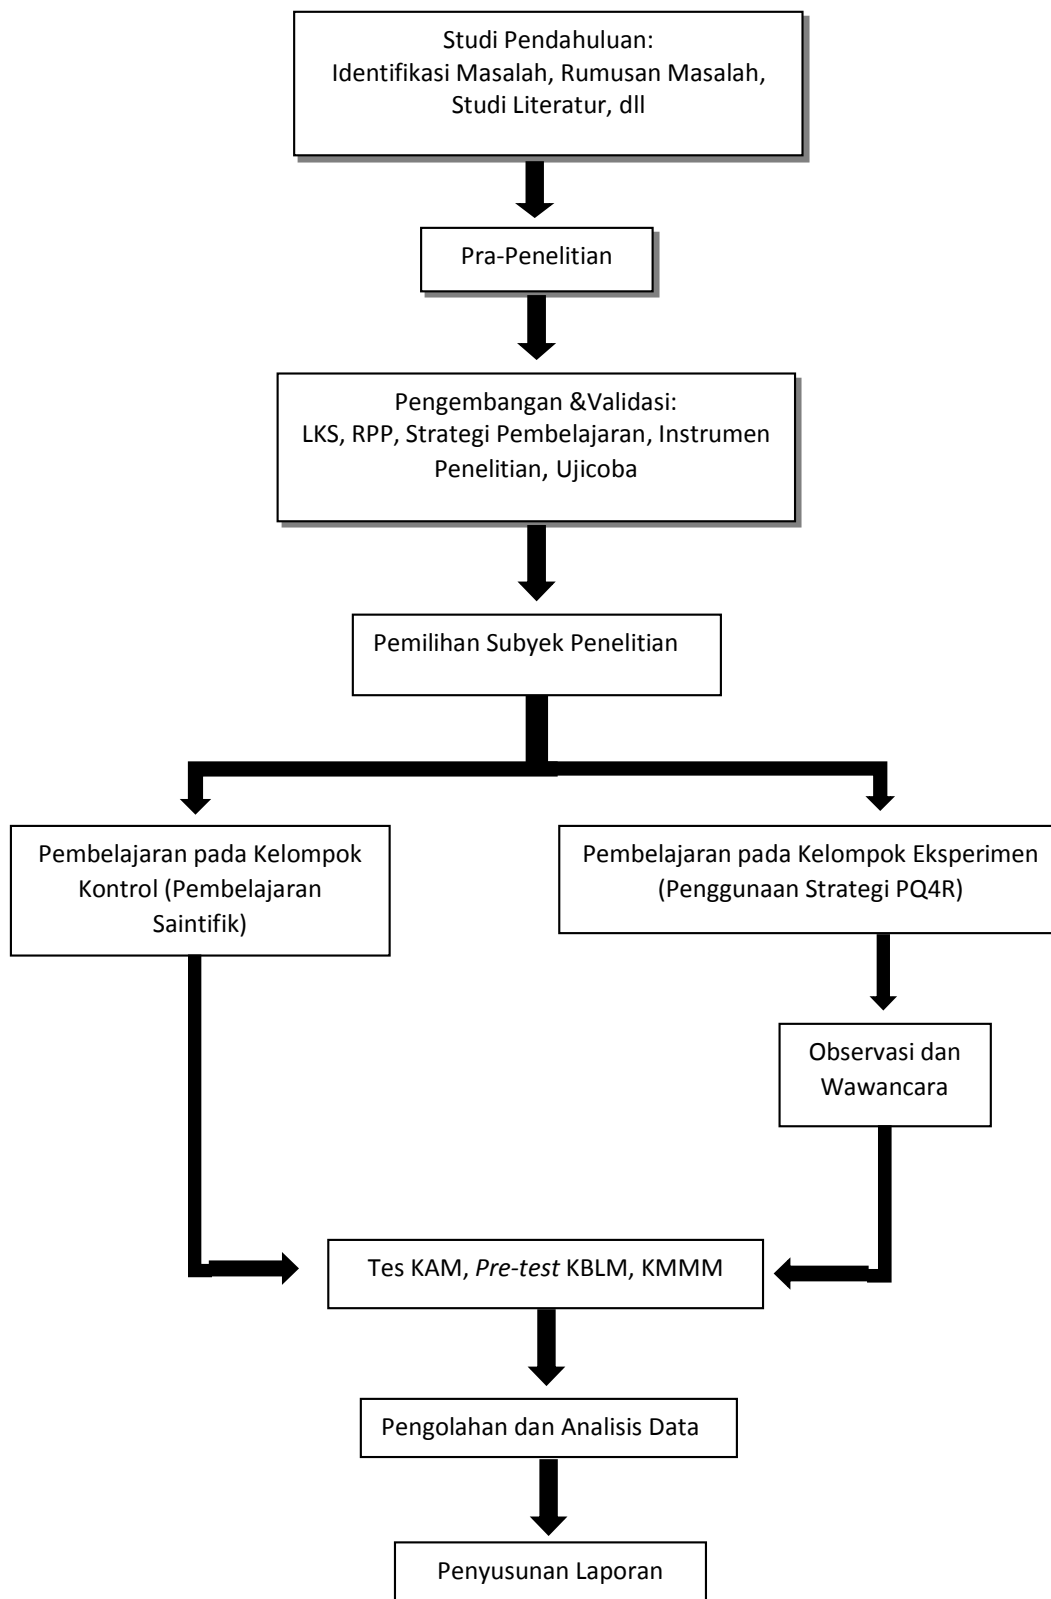 Studi Pendahuluan:
Identifikasi Masalah, Rumusan Masalah,
Studi Literatur, dll
Pra-Penelitian
Pengembangan &Validasi:
LKS, RPP, Strategi Pembelajaran, Instrumen
Penelitian, Ujicoba
Pemilihan Subyek Penelitian
Pembelajaran pada Kelompok
Kontrol (Pembelajaran
Saintifik)
Pembelajaran pada Kelompok Eksperimen
(Penggunaan Strategi PQ4R)
Observasi dan
Wawancara
Tes KAM, Pre-test KBLM, KMMM
Pengolahan dan Analisis Data
Penyusunan Laporan